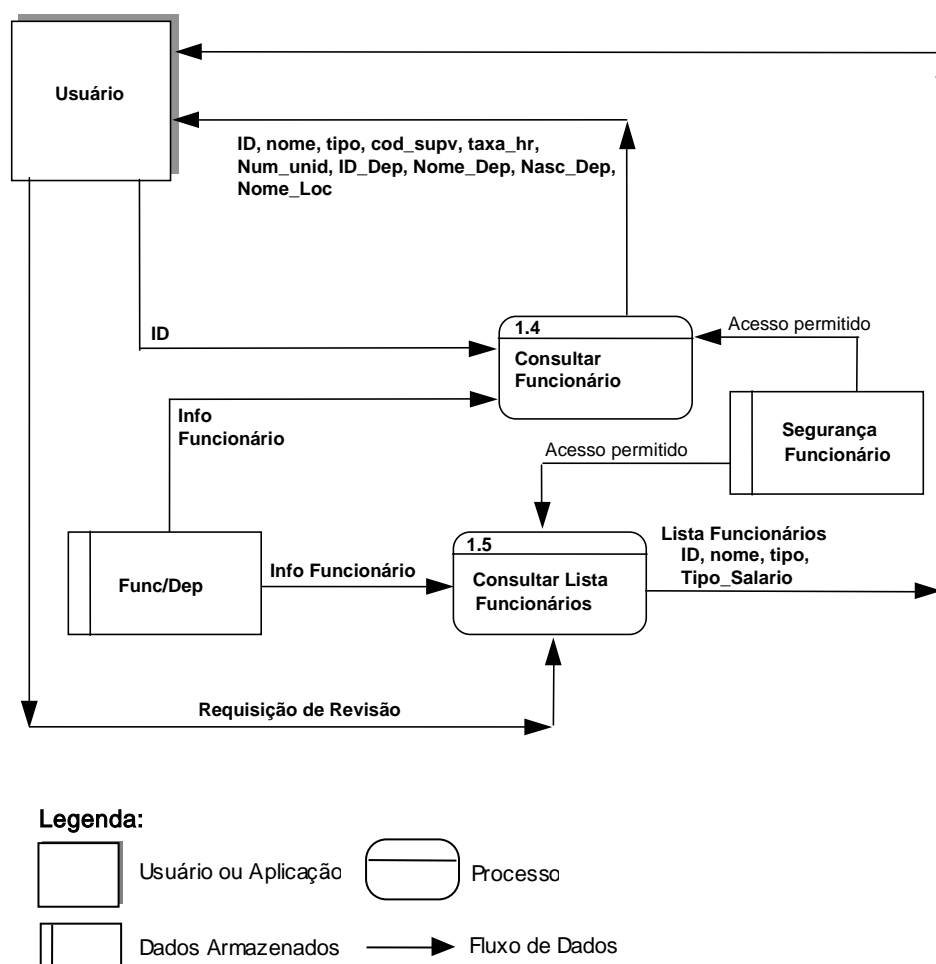 Usuário
ID, nome, tipo, cod_supv, taxa_hr,
Num_unid, ID_Dep, Nome_Dep, Nasc_Dep,
Nome_Loc
ID
1.4
Consultar
Funcionário
Acesso permitido
Info
Funcionário
Segurança
Funcionário
Acesso permitido
Func/Dep
Info Funcionário
1.5
Consultar Lista
Funcionários
Lista Funcionários
ID, nome, tipo,
Tipo_Salario
Requisição de Revisão
Legenda:
Usuário ou Aplicação
Processo
Dados Armazenados
Fluxo de Dados